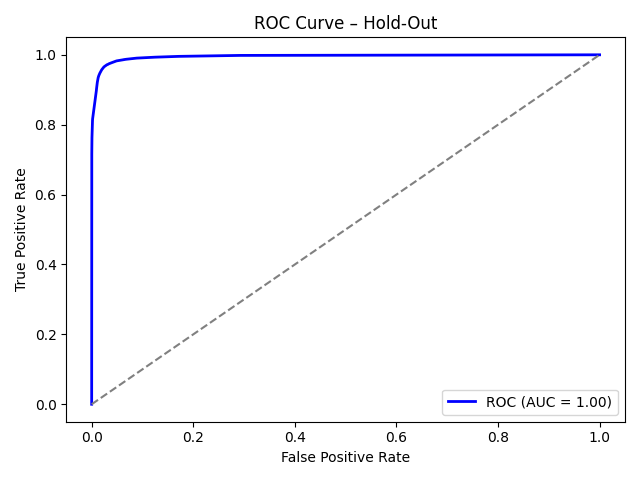 ROC Curve – Hold-Out
True Positive Rate
1.0
0.8
0.6
0.4
0.2
0.0
0.0 0.2 0.4 0.6 0.8 1.0
False Positive Rate
ROC (AUC = 1.00)